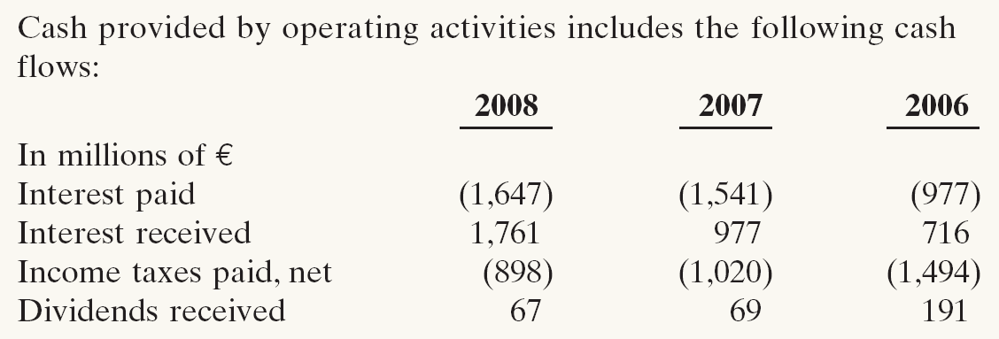 Cash provided by operating activities includes the following cash
flows:
2008 2007 2006
In millions of €
Interest paid (1,647) (1,541) (977)
Interest received 1,761 977 716
Income taxes paid, net (898) (1,020) (1,494)
Dividends received 67 69 191